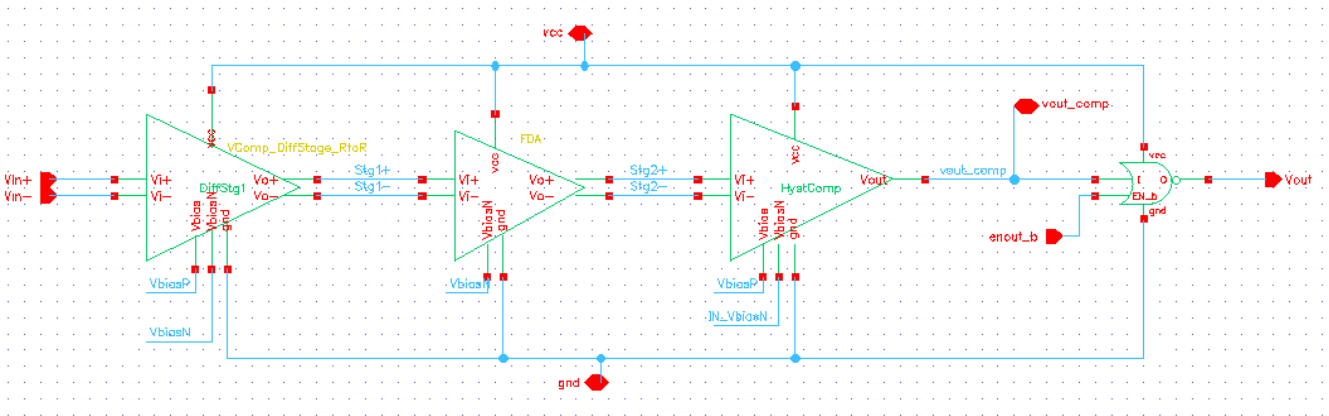 vcc
vcc
VComp_DiffStage_RtoR
FDA
vcc
vcc
vout_comp
vcc
Vin+
Vin-
Vi+
Vi-
DiffStg1
Vo+
Vo-
Stg1+
Stg1-
Vi+
Vi-
Vo+
Vo-
Stg2+
Stg2-
Vi+
Vi-
HystComp
Vout
vout_comp
I
O
EN_b
gnd
Vout
enout_b
Vbias
VbiasN
gnd
VbiasN
gnd
Vbias
VbiasN
gnd
VbiasP
VbiasN
VbiasP
IN_VbiasN
VbiasN
gnd